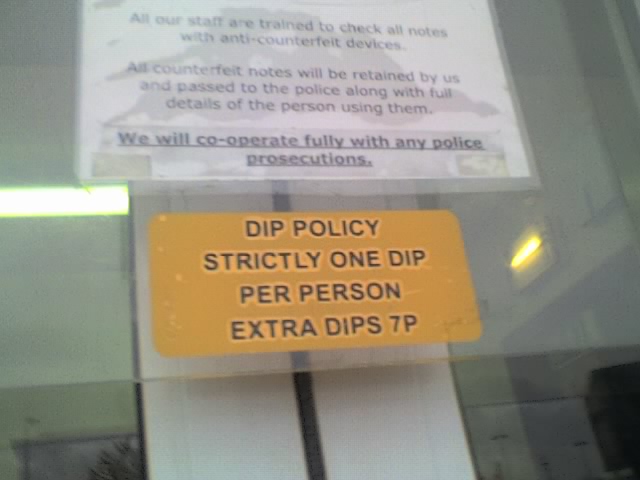 All our staff are trained to check all notes
with anti-counterfeit devices.
All counterfeit notes will be retained by us
and passed to the police along with full
details of the person using them.
We will co-operate fully with any police
prosecutions.
DIP POLICY
STRICTLY ONE DIP
PER PERSON
EXTRA DIPS 7P